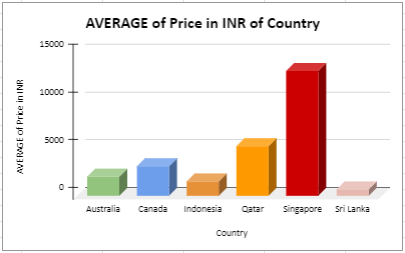 AVERAGE of Price in INR of Country
15000
10000
5000
0
AVERAGE of Price in INR
Australia
Canada
Indonesia
Qatar
Singapore
Sri Lanka
Country